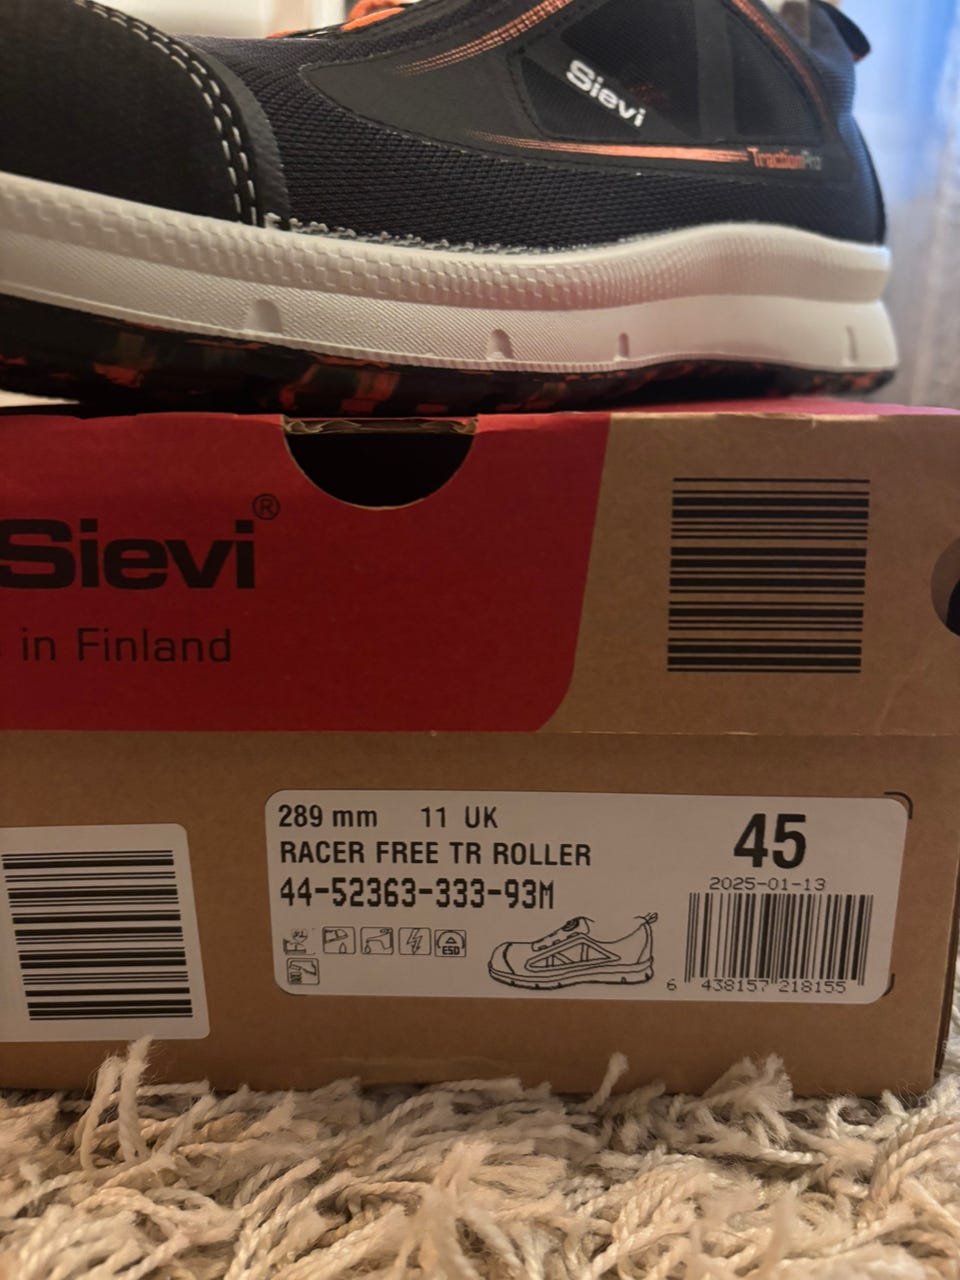 Sievi
TractionPro
Sievi®
in Finland
289 mm 11 UK
RACER FREE TR ROLLER
44-52363-333-93M
ESD
45
2025-01-13
6 438157 218155